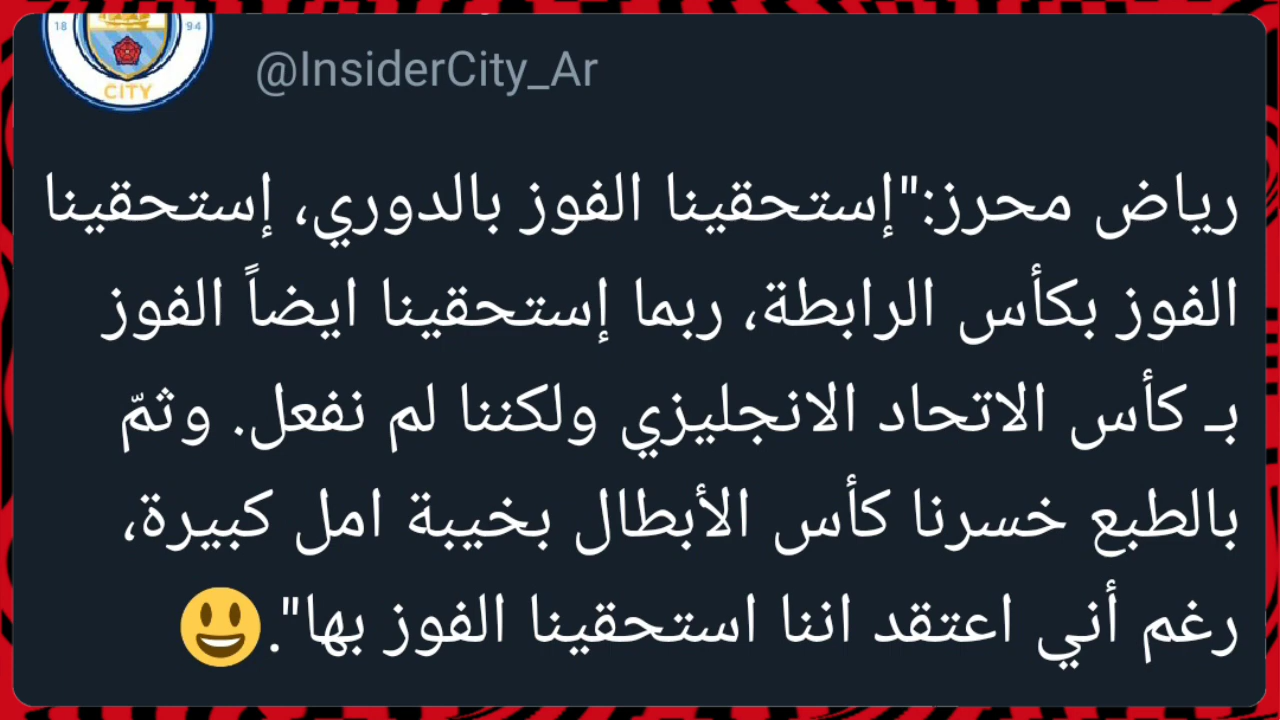 18 94
CITY
@InsiderCity_Ar
رياض محرز:"إستحقينا الفوز بالدوري، إستحقينا
الفوز بكأس الرابطة، ربما إستحقينا ايضاً الفوز
بـ كأس الاتحاد الانجليزي ولكننا لم نفعل. وثمّ
بالطبع خسرنا كأس الأبطال بخيبة امل كبيرة،
رغم أني اعتقد اننا استحقينا الفوز بها".😃